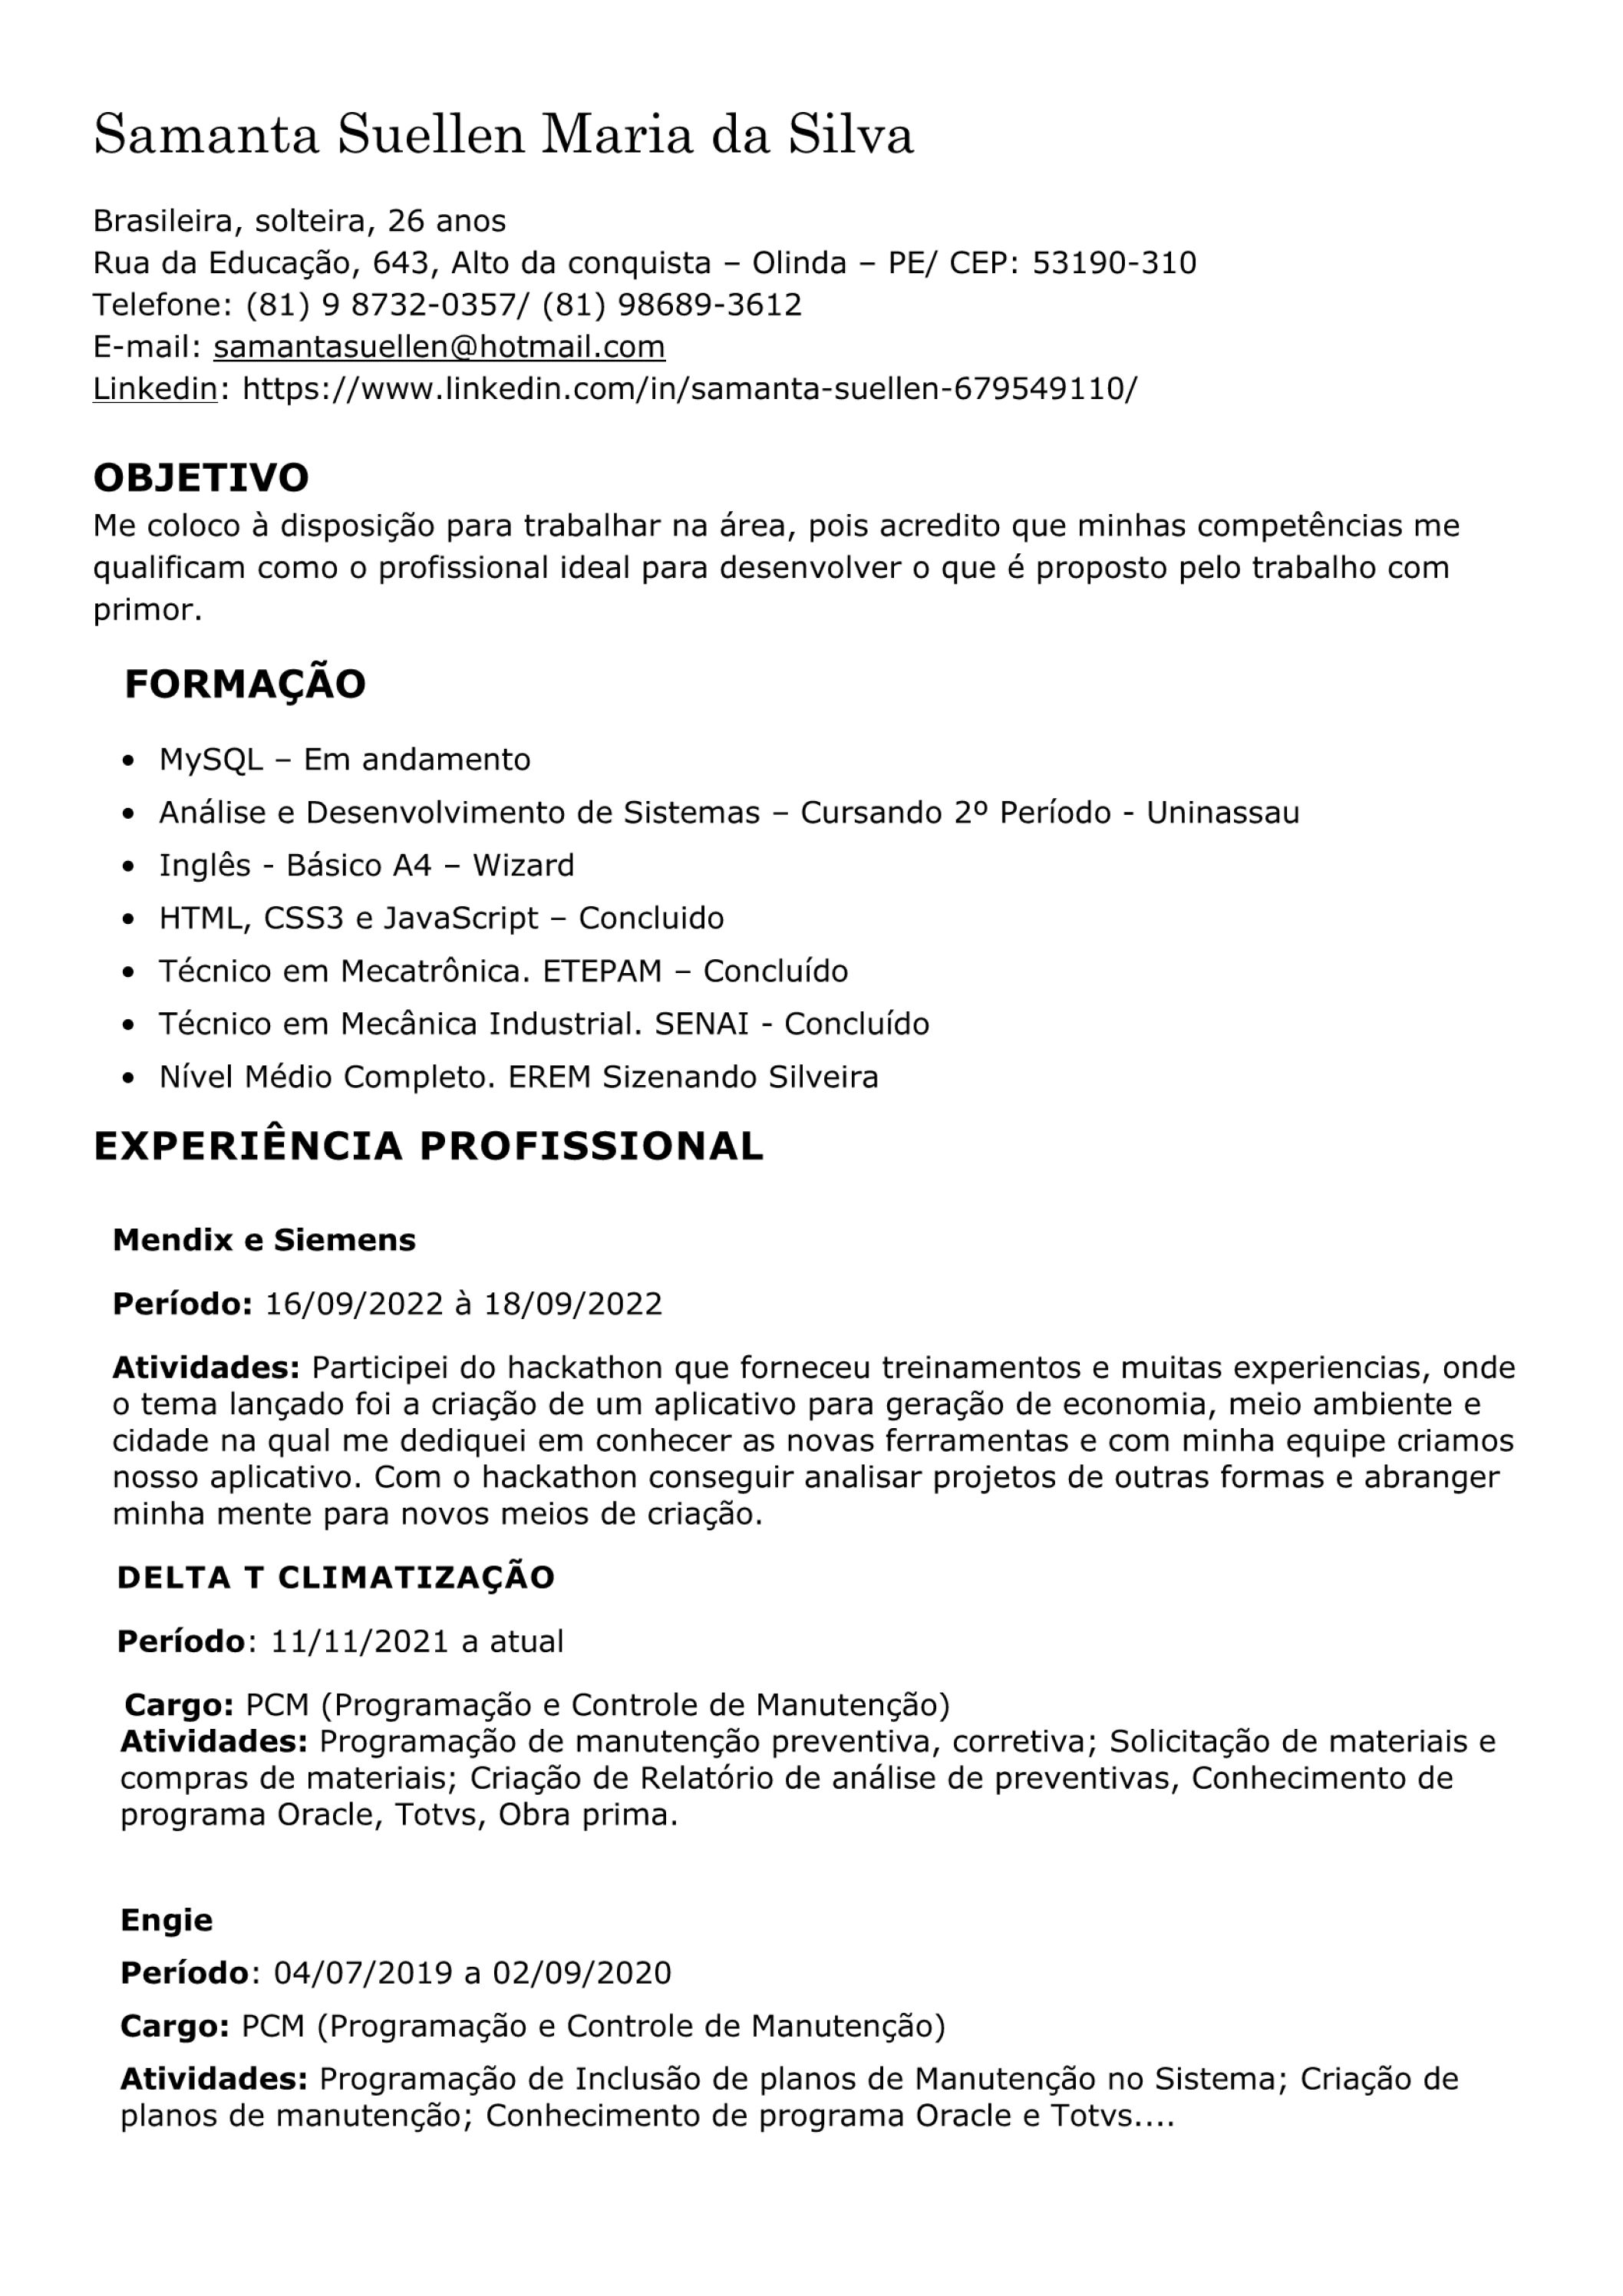 Samanta Suellen Maria da Silva
Brasileira, solteira, 26 anos
Rua da Educação, 643, Alto da conquista – Olinda – PE/ CEP: 53190-310
Telefone: (81) 9 8732-0357/ (81) 98689-3612
E-mail: samantasuellen@hotmail.com
Linkedin: https://www.linkedin.com/in/samanta-suellen-679549110/
OBJETIVO
Me coloco à disposição para trabalhar na área, pois acredito que minhas competências me
qualificam como o profissional ideal para desenvolver o que é proposto pelo trabalho com
primor.
FORMAÇÃO
• MySQL – Em andamento
• Análise e Desenvolvimento de Sistemas – Cursando 2º Período - Uninassau
• Inglês - Básico A4 – Wizard
• HTML, CSS3 e JavaScript – Concluido
• Técnico em Mecatrônica. ETEPAM – Concluído
• Técnico em Mecânica Industrial. SENAI - Concluído
• Nível Médio Completo. EREM Sizenando Silveira
EXPERIÊNCIA PROFISSIONAL
Mendix e Siemens
Período: 16/09/2022 à 18/09/2022
Atividades: Participei do hackathon que forneceu treinamentos e muitas experiencias, onde
o tema lançado foi a criação de um aplicativo para geração de economia, meio ambiente e
cidade na qual me dediquei em conhecer as novas ferramentas e com minha equipe criamos
nosso aplicativo. Com o hackathon conseguir analisar projetos de outras formas e abranger
minha mente para novos meios de criação.
DELTA T CLIMATIZAÇÃO
Período: 11/11/2021 a atual
Cargo: PCM (Programação e Controle de Manutenção)
Atividades: Programação de manutenção preventiva, corretiva; Solicitação de materiais e
compras de materiais; Criação de Relatório de análise de preventivas, Conhecimento de
programa Oracle, Totvs, Obra prima.
Engie
Período: 04/07/2019 a 02/09/2020
Cargo: PCM (Programação e Controle de Manutenção)
Atividades: Programação de Inclusão de planos de Manutenção no Sistema; Criação de
planos de manutenção; Conhecimento de programa Oracle e Totvs....